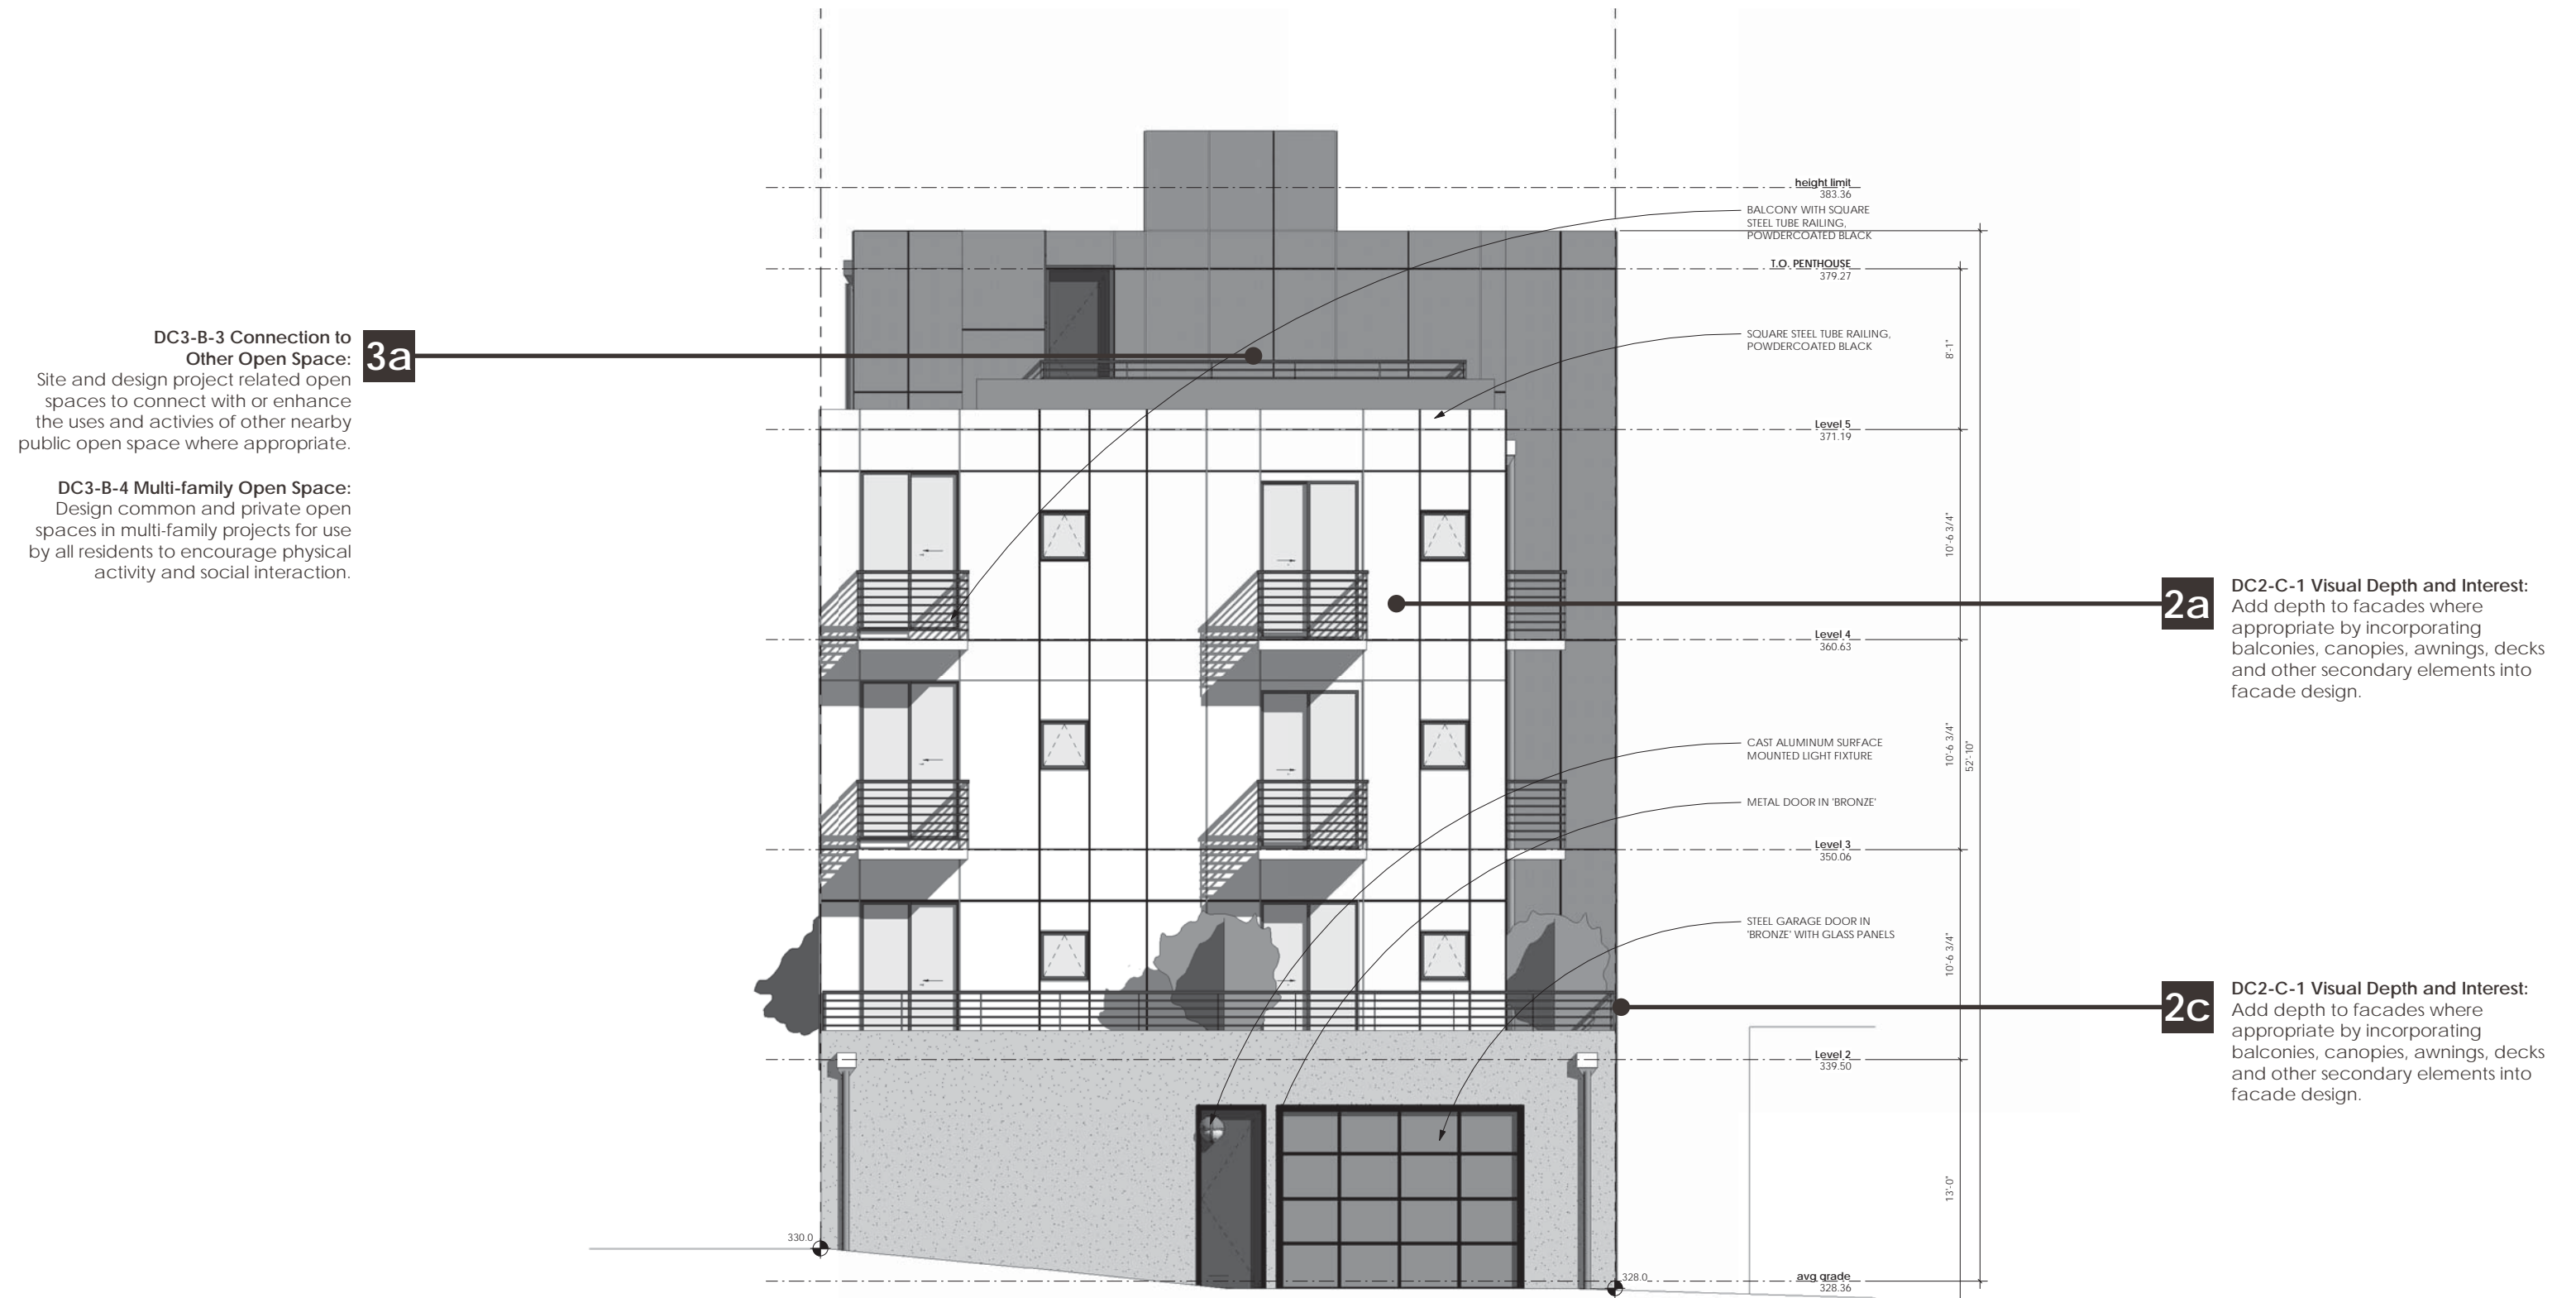 DC3-B-3 Connection to
Other Open Space:
Site and design project related open
spaces to connect with or enhance
the uses and activies of other nearby
public open space where appropriate.
DC3-B-4 Multi-family Open Space:
Design common and private open
spaces in multi-family projects for use
by all residents to encourage physical
activity and social interaction.
3a
height limit
383.36
BALCONY WITH SQUARE
STEEL TUBE RAILING,
POWDERCOATED BLACK
T.O. PENTHOUSE
379.27
SQUARE STEEL TUBE RAILING,
POWDERCOATED BLACK
8'-1"
Level 5
371.19
10'-6 3/4"
Level 4
360.63
CAST ALUMINUM SURFACE
MOUNTED LIGHT FIXTURE
10'-6 3/4"
52'-10"
METAL DOOR IN 'BRONZE'
Level 3
350.06
STEEL GARAGE DOOR IN
'BRONZE' WITH GLASS PANELS
10'-6 3/4"
Level 2
339.50
13'-0"
330.0
328.0
avg grade
328.36
2a
DC2-C-1 Visual Depth and Interest:
Add depth to facades where
appropriate by incorporating
balconies, canopies, awnings, decks
and other secondary elements into
facade design.
2c
DC2-C-1 Visual Depth and Interest:
Add depth to facades where
appropriate by incorporating
balconies, canopies, awnings, decks
and other secondary elements into
facade design.